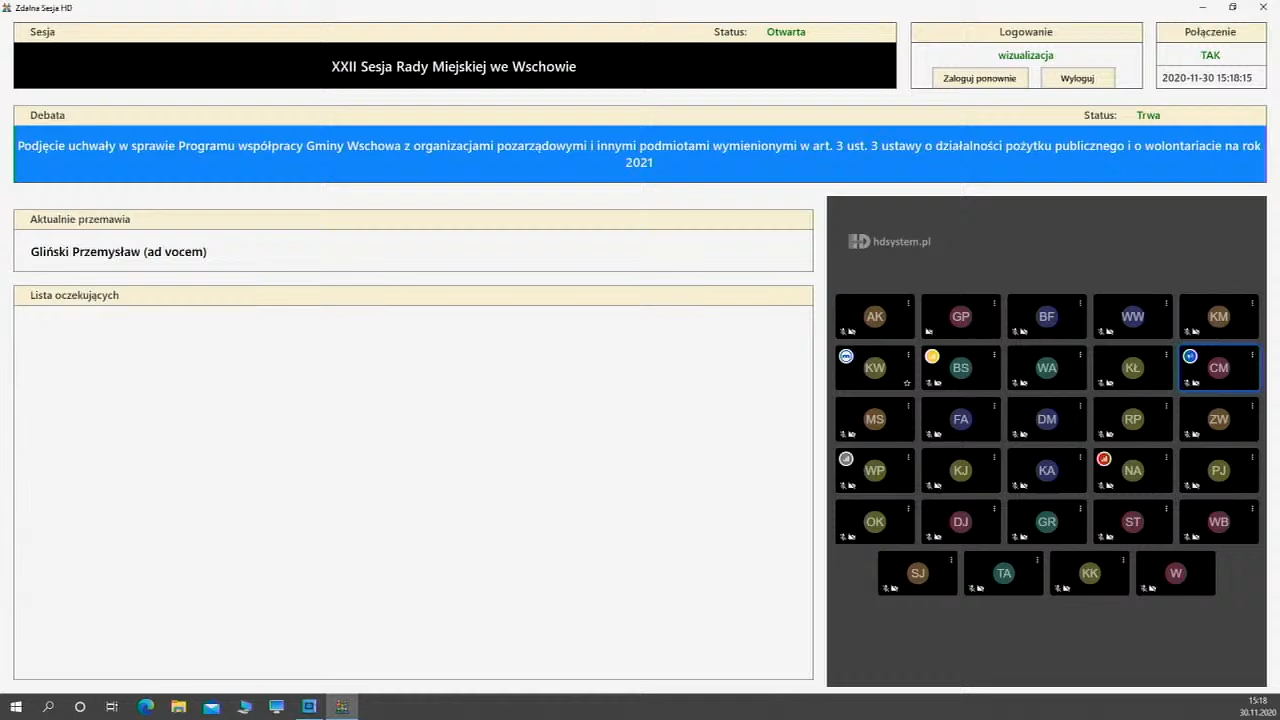 Zdalna Sesja HD
Sesja Status: Otwarta
XXII Sesja Rady Miejskiej we Wschowie
Logowanie
wizualizacja
Zaloguj ponownie Wyloguj
Połączenie
TAK
2020-11-30 15:18:15
Debata Status: Trwa
Podjęcie uchwały w sprawie Programu współpracy Gminy Wschowa z organizacjami pozarządowymi i innymi podmiotami wymienionymi w art. 3 ust. 3 ustawy o działalności pożytku publicznego i o wolontariacie na rok
2021
Aktualnie przemawia
Gliński Przemysław (ad vocem)
Lista oczekujących
HD hdsystem.pl
AK GP BF WW KM
KW BS WA KŁ CM
MS FA DM RP ZW
WP KJ KA NA PJ
OK DJ GR ST WB
SJ TA KK W
15:18
30.11.2020